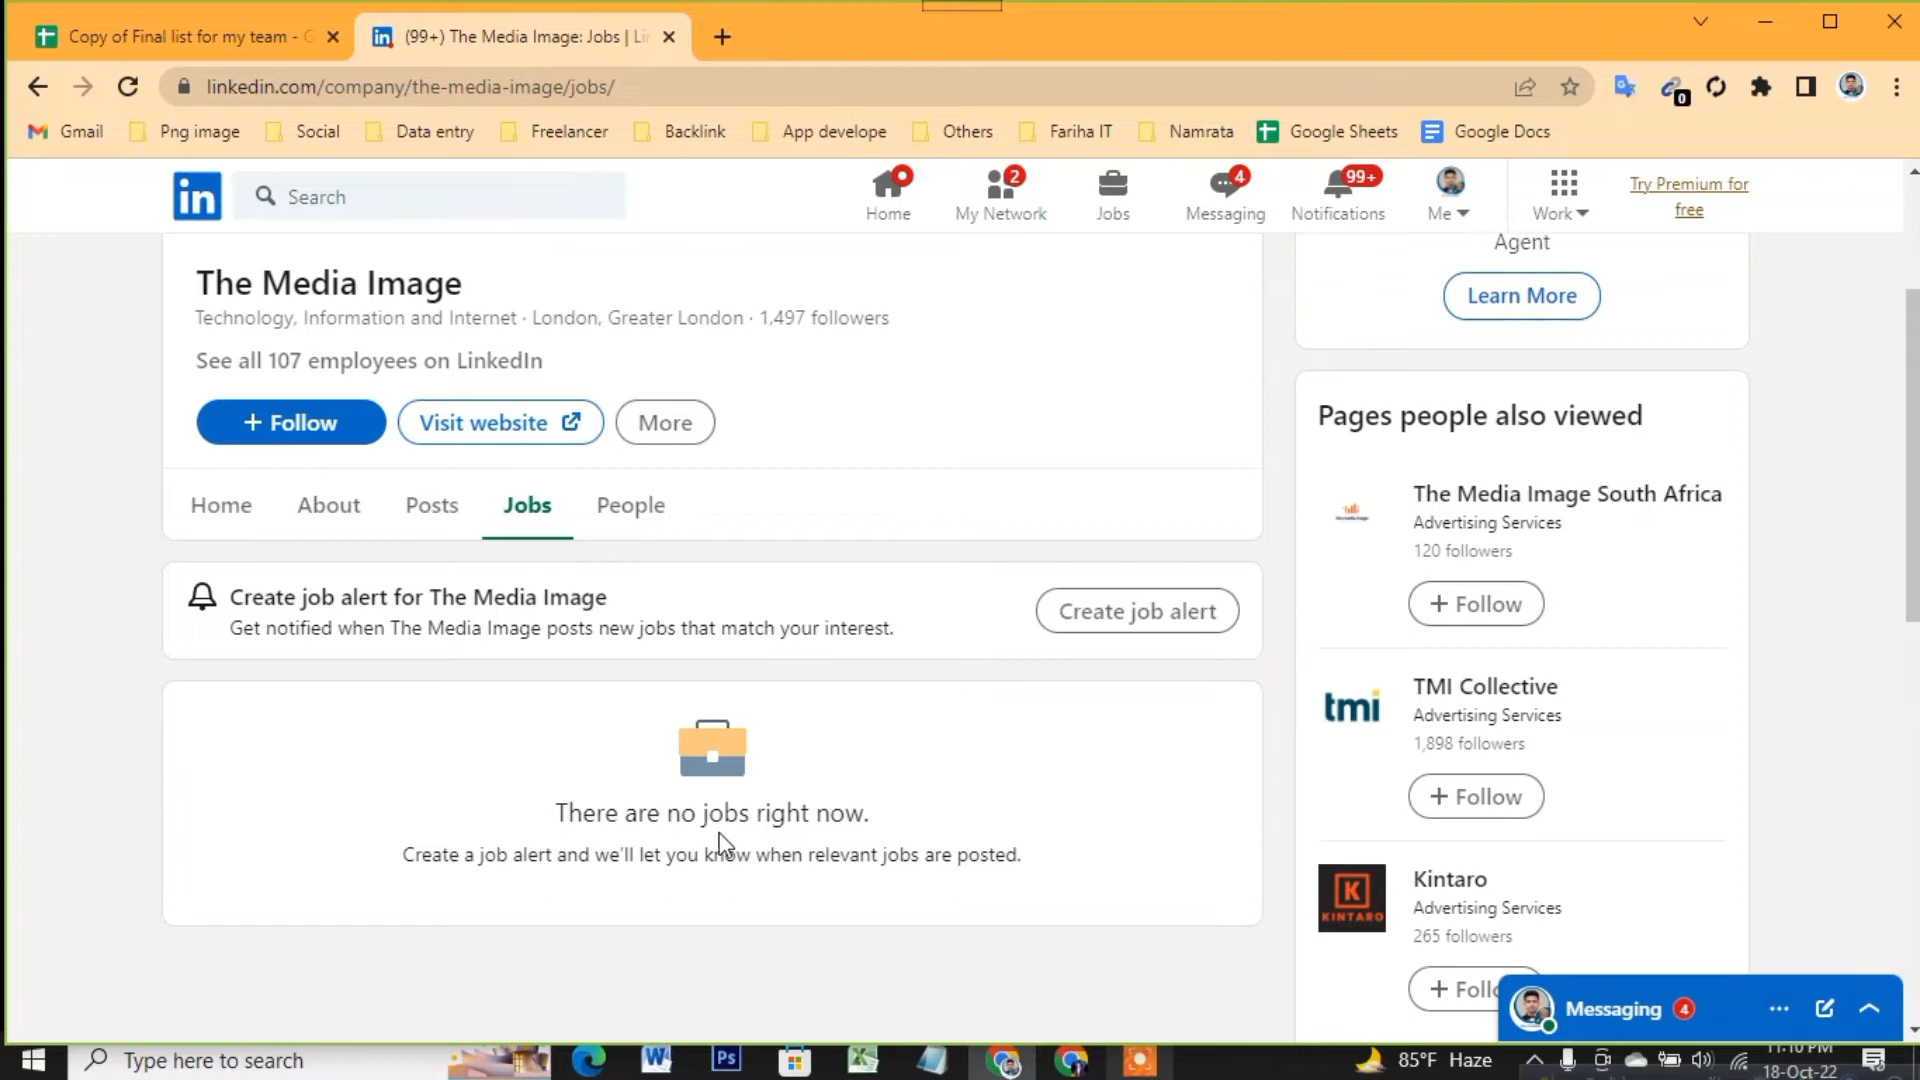 Copy of Final list for my team -
(99+) The Media Image: Jobs | Li
linkedin.com/company/the-media-image/jobs/
0
Gmail
Png image
Social
Data entry
Freelancer
Backlink
App develope
Others
Fariha IT
Namrata
Google Sheets
Google Docs
in
Search
Home
2
My Network
Jobs
4
Messaging
99+
Notifications
Me
Work
Try Premium for
free
The Media Image
Technology, Information and Internet · London, Greater London · 1,497 followers
See all 107 employees on LinkedIn
+ Follow
Visit website
More
Home
About
Posts
Jobs
People
Create job alert for The Media Image
Get notified when The Media Image posts new jobs that match your interest.
Create job alert
There are no jobs right now.
Create a job alert and we'll let you know when relevant jobs are posted.
Agent
Learn More
Pages people also viewed
The Media Image South Africa
Advertising Services
120 followers
+ Follow
tmi
TMI Collective
Advertising Services
1,898 followers
+ Follow
K
KINTARO
Kintaro
Advertising Services
265 followers
+ Follo
Messaging 4
Type here to search
85°F Haze
11:10 PM
18-Oct-22